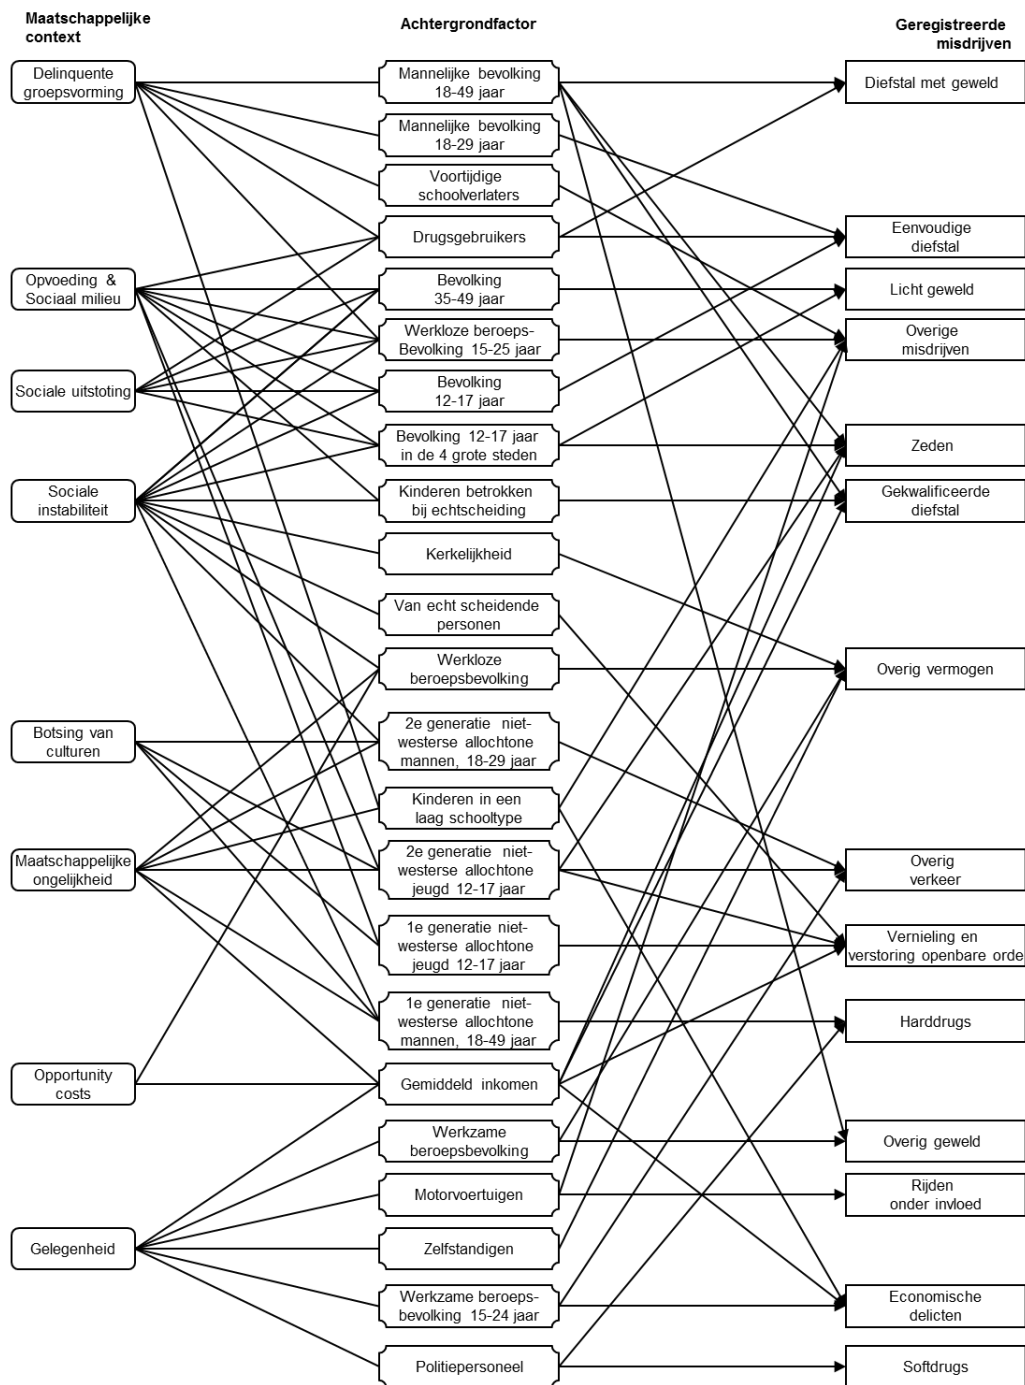 Maatschappelijke
context
Achtergrondfactor
Geregistreerde
misdrijven
Delinquente
groepsvorming
Opvoeding &
Sociaal milieu
Sociale uitstoting
Sociale
instabiliteit
Botsing van
culturen
Maatschappelijke
ongelijkheid
Opportunity
costs
Gelegenheid
Mannelijke bevolking
18-49 jaar
Mannelijke bevolking
18-29 jaar
Voortijdige
schoolverlaters
Drugsgebruikers
Bevolking
35-49 jaar
Werkloze beroeps-
Bevolking 15-25 jaar
Bevolking
12-17 jaar
Bevolking 12-17 jaar
in de 4 grote steden
Kinderen betrokken
bij echtscheiding
Kerkelijkheid
Van echt scheidende
personen
Werkloze
beroepsbevolking
2e generatie niet-
westerse allochtone
mannen, 18-29 jaar
Kinderen in een
laag schooltype
2e generatie niet-
westerse allochtone
jeugd 12-17 jaar
1e generatie niet-
westerse allochtone
jeugd 12-17 jaar
1e generatie niet-
westerse allochtone
mannen, 18-49 jaar
Gemiddeld inkomen
Werkzame
beroepsbevolking
Motorvoertuigen
Zelfstandigen
Werkzame beroeps-
bevolking 15-24 jaar
Politiepersoneel
Diefstal met geweld
Eenvoudige
diefstal
Licht geweld
Overige
misdrijven
Zeden
Gekwalificeerde
diefstal
Overig vermogen
Overig
verkeer
Vernieling en
verstoring openbare orde
Harddrugs
Overig geweld
Rijden
onder invloed
Economische
delicten
Softdrugs